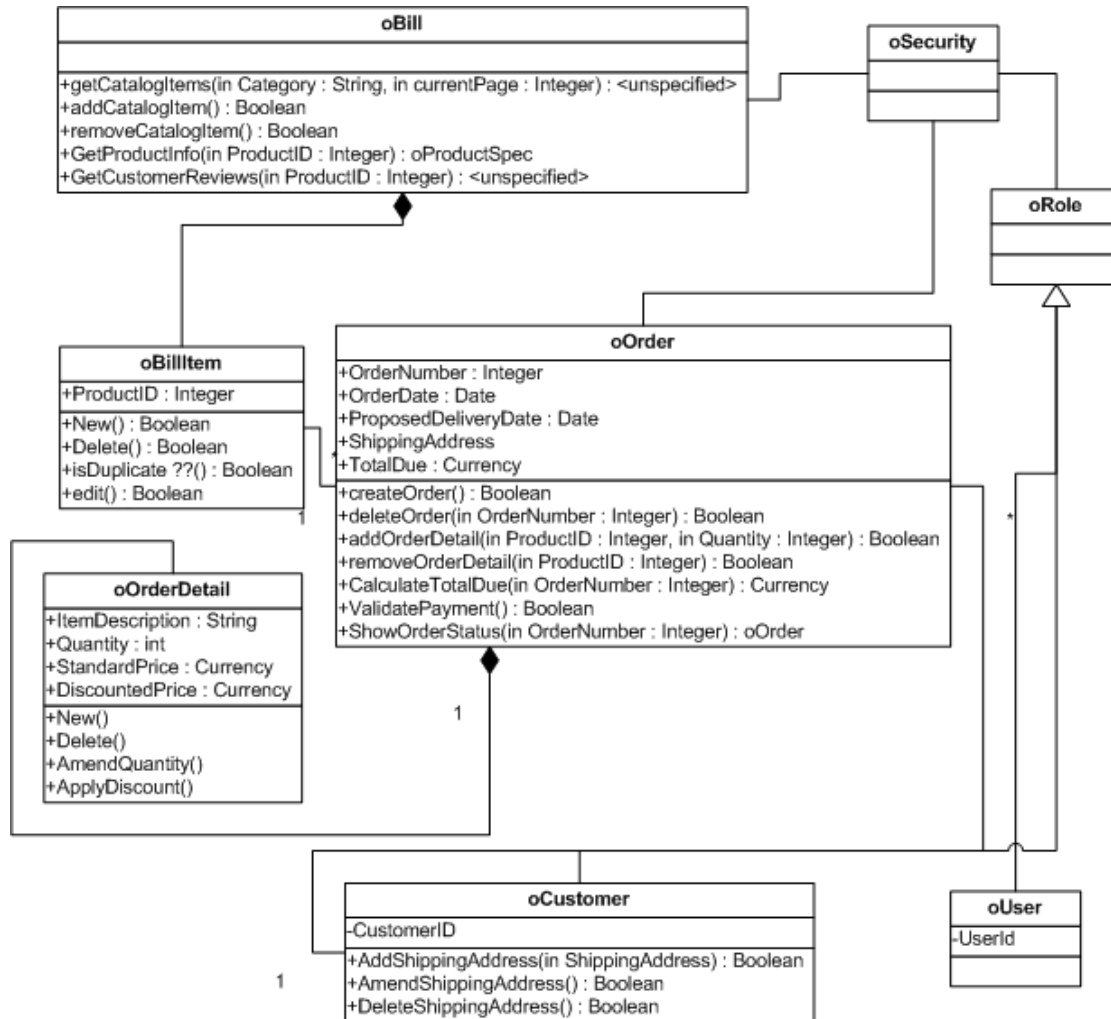 oBill
+getCatalogItems(in Category : String, in currentPage : Integer) : <unspecified>
+addCatalogItem() : Boolean
+removeCatalogItem() : Boolean
+GetProductInfo(in ProductID : Integer) : oProductSpec
+GetCustomerReviews(in ProductID : Integer) : <unspecified>
oSecurity
oRole
oBillItem
+ProductID : Integer
+New() : Boolean
+Delete() : Boolean
+isDuplicate ??() : Boolean
+edit() : Boolean
1
*
oOrder
+OrderNumber : Integer
+OrderDate : Date
+ProposedDeliveryDate : Date
+ShippingAddress
+TotalDue : Currency
+createOrder() : Boolean
+deleteOrder(in OrderNumber : Integer) : Boolean
+addOrderDetail(in ProductID : Integer, in Quantity : Integer) : Boolean
+removeOrderDetail(in ProductID : Integer) : Boolean
+CalculateTotalDue(in OrderNumber : Integer) : Currency
+ValidatePayment() : Boolean
+ShowOrderStatus(in OrderNumber : Integer) : oOrder
*
1
oOrderDetail
+ItemDescription : String
+Quantity : int
+StandardPrice : Currency
+DiscountedPrice : Currency
+New()
+Delete()
+AmendQuantity()
+ApplyDiscount()
oCustomer
-CustomerID
+AddShippingAddress(in ShippingAddress) : Boolean
+AmendShippingAddress() : Boolean
+DeleteShippingAddress() : Boolean
1
oUser
-UserId